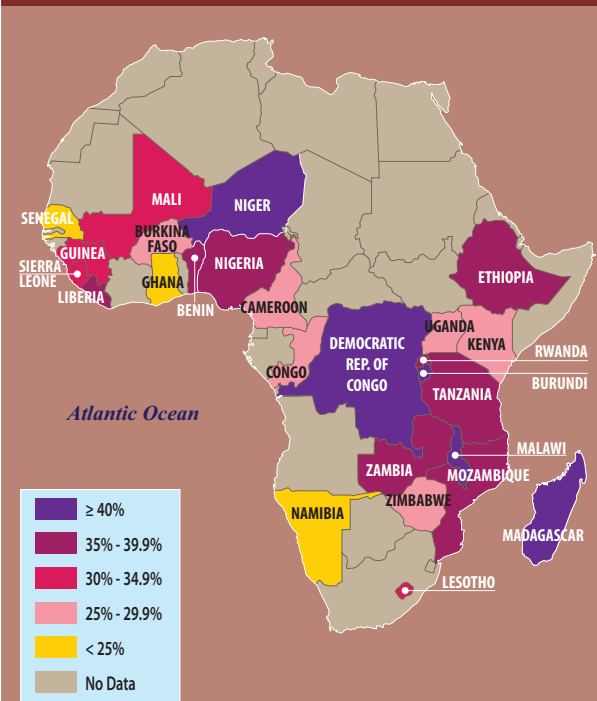 MALI
NIGER
SENEGAL
BURKINA
FASO
GUINEA
NIGERIA
SIERRA
LEONE
GHANA
ETHIOPIA
LIBERIA
BENIN
CAMEROON
UGANDA
KENYA
DEMOCRATIC
REP. OF
CONGO
RWANDA
CONGO
BURUNDI
TANZANIA
Atlantic Ocean
MALAWI
ZAMBIA
MOZAMBIQUE
ZIMBABWE
NAMIBIA
MADAGASCAR
LESOTHO
≥ 40%
35% - 39.9%
30% - 34.9%
25% - 29.9%
< 25%
No Data